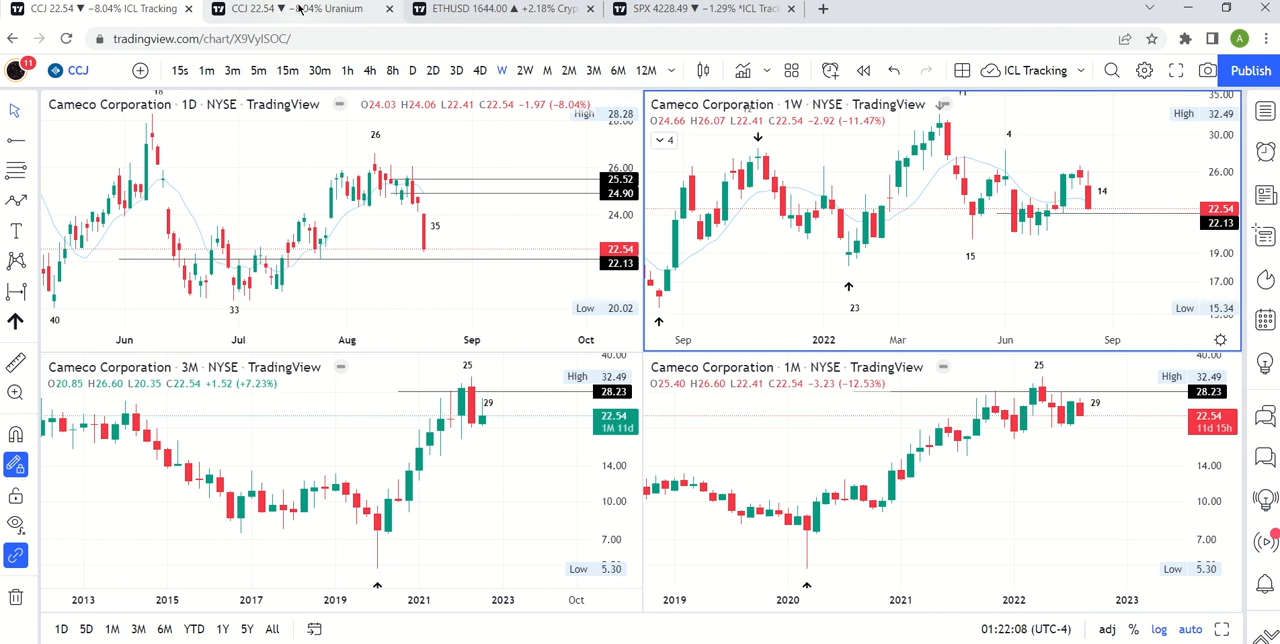 CCJ 22.54 ▼ −8.04% ICL Tracking
CCJ 22.54 ▼ −8.04% Uranium
ETHUSD 1644.00 ▲ +2.18% Cryp
SPX 4228.49 ▼ −1.29% *ICL Trac
tradingview.com/chart/X9VyISOC/
A
11
CCJ
15s 1m 3m 5m 15m 30m 1h 4h 8h D 2D 3D 4D W 2W M 2M 3M 6M 12M
ICL Tracking
Publish
Cameco Corporation · 1D · NYSE · TradingView
O24.03 H24.06 L22.41 C22.54 −1.97 (−8.04%)
18
High 28.28
26
26.00
25.52
24.90
24.00
35
22.54
22.13
33
Low 20.02
40
Jun Jul Aug Sep Oct
Cameco Corporation · 1W · NYSE · TradingView
O24.66 H26.07 L22.41 C22.54 −2.92 (−11.47%)
4
35.00
High 32.49
30.00
4
26.00
14
22.54
22.13
19.00
15
17.00
Low 15.34
23
Sep 2022 Mar Jun Sep
Cameco Corporation · 3M · NYSE · TradingView
O20.85 H26.60 L20.35 C22.54 +1.52 (+7.23%)
40.00
25
High 32.49
28.23
29
22.54
1M 11d
14.00
10.00
7.00
Low 5.30
2013 2015 2017 2019 2021 2023 Oct
Cameco Corporation · 1M · NYSE · TradingView
O25.40 H26.60 L22.41 C22.54 −3.23 (−12.53%)
40.00
25
High 32.49
28.23
29
22.54
11d 15h
14.00
10.00
7.00
Low 5.30
2019 2020 2021 2022 2023
1D 5D 1M 3M 6M YTD 1Y 5Y All
01:22:08 (UTC-4)
adj % log auto